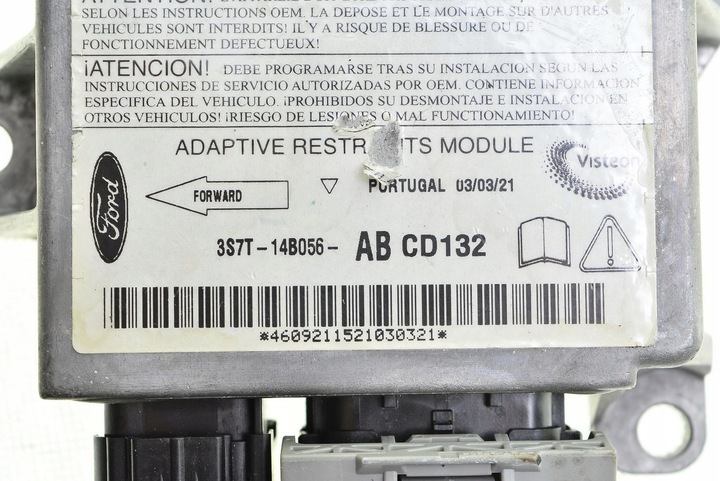 SELON LES INSTRUCTIONS OEM. LA DEPOSE ET LE MONTAGE SUR D'AUTRES
VEHICULES SONT INTERDITS! IL Y A RISQUE DE BLESSURE OU DE
FONCTIONNEMENT DEFECTUEUX!
¡ATENCION! DEBE PROGRAMARSE TRAS SU INSTALACION SEGUN LAS
INSTRUCCIONES DE SERVICIO AUTORIZADAS POR OEM. CONTIENE INFORMACION
ESPECIFICA DEL VEHICULO. ¡PROHIBIDOS SU DESMONTAJE E INSTALACION EN
OTROS VEHICULOS! ¡RIESGO DE LESIONES O MAL FUNCIONAMIENTO!
ADAPTIVE RESTRAINTS MODULE
Visteon
Ford
FORWARD
PORTUGAL 03/03/21
3S7T-14B056- AB CD132
*4609211521030321*